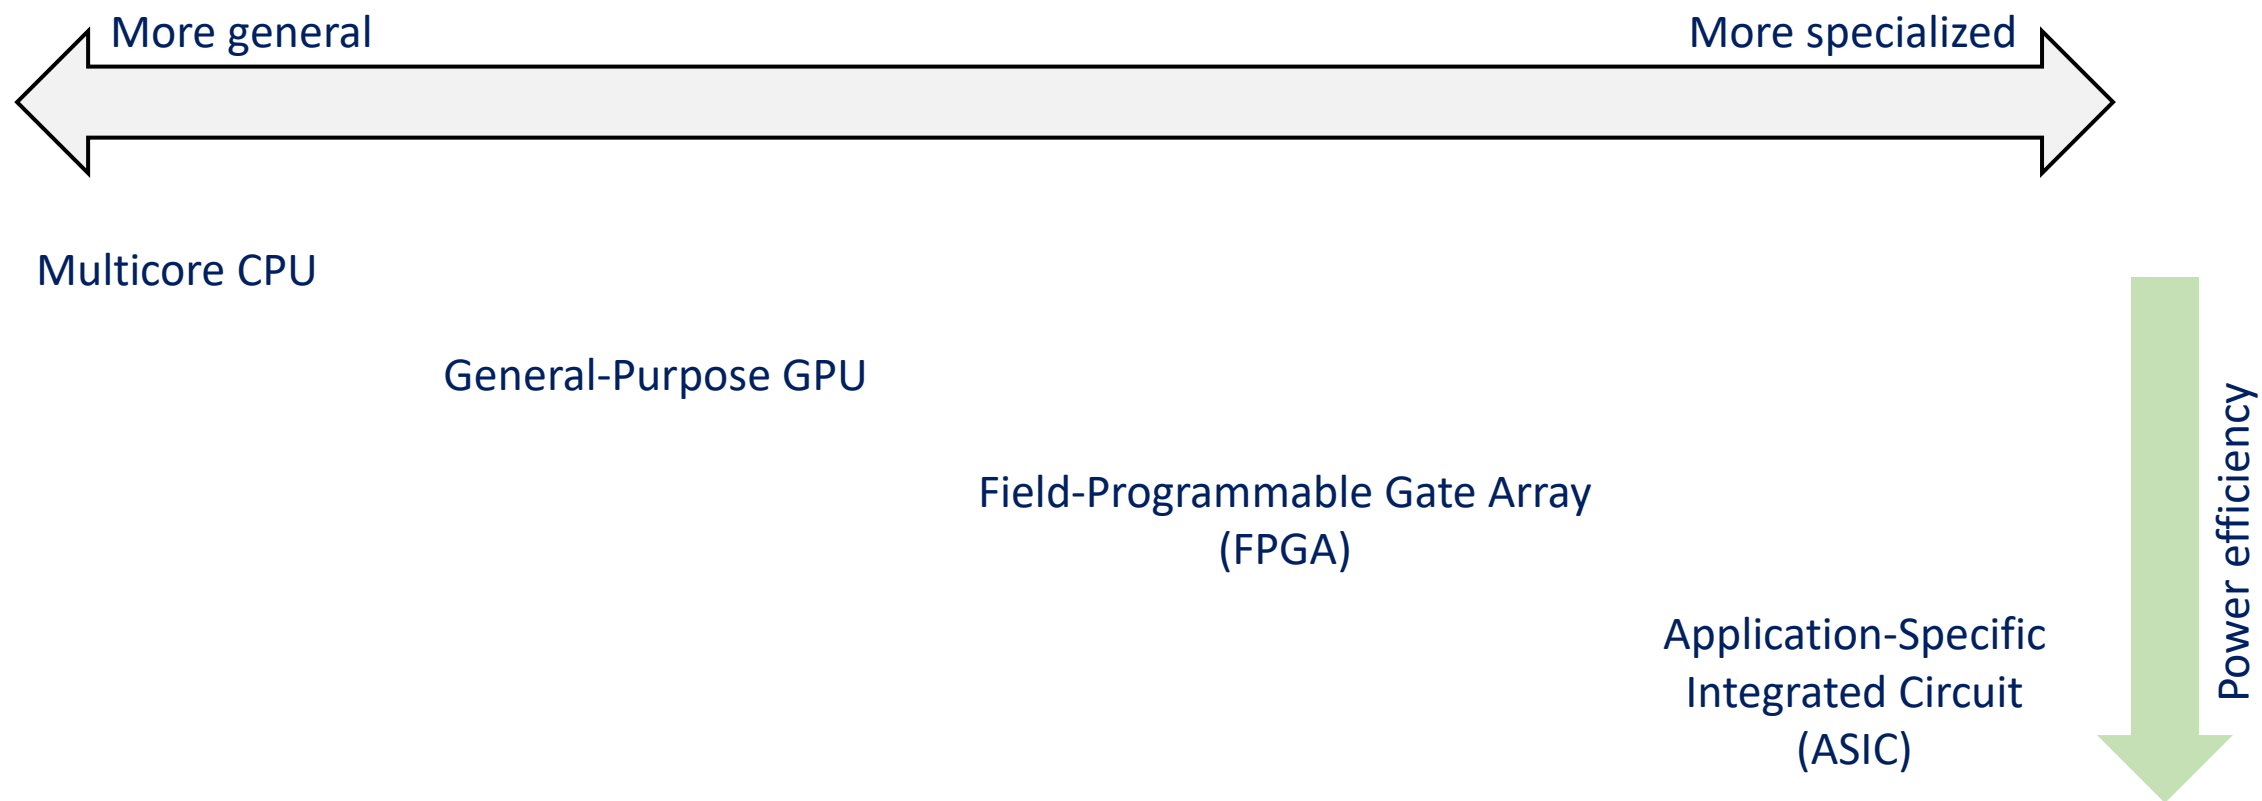 More general
More specialized
Multicore CPU
General-Purpose GPU
Field-Programmable Gate Array
(FPGA)
Application-Specific
Integrated Circuit
(ASIC)
Power efficiency